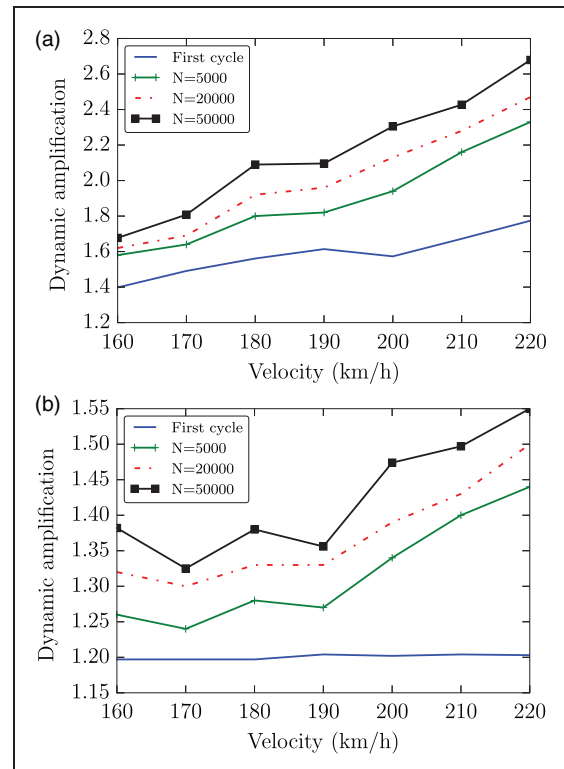 (a)
2.8
2.6
2.4
2.2
2.0
1.8
1.6
1.4
1.2
Dynamic amplification
First cycle
N=5000
N=20000
N=50000
160 170 180 190 200 210 220
Velocity (km/h)
(b)
1.55
1.50
1.45
1.40
1.35
1.30
1.25
1.20
1.15
Dynamic amplification
First cycle
N=5000
N=20000
N=50000
160 170 180 190 200 210 220
Velocity (km/h)